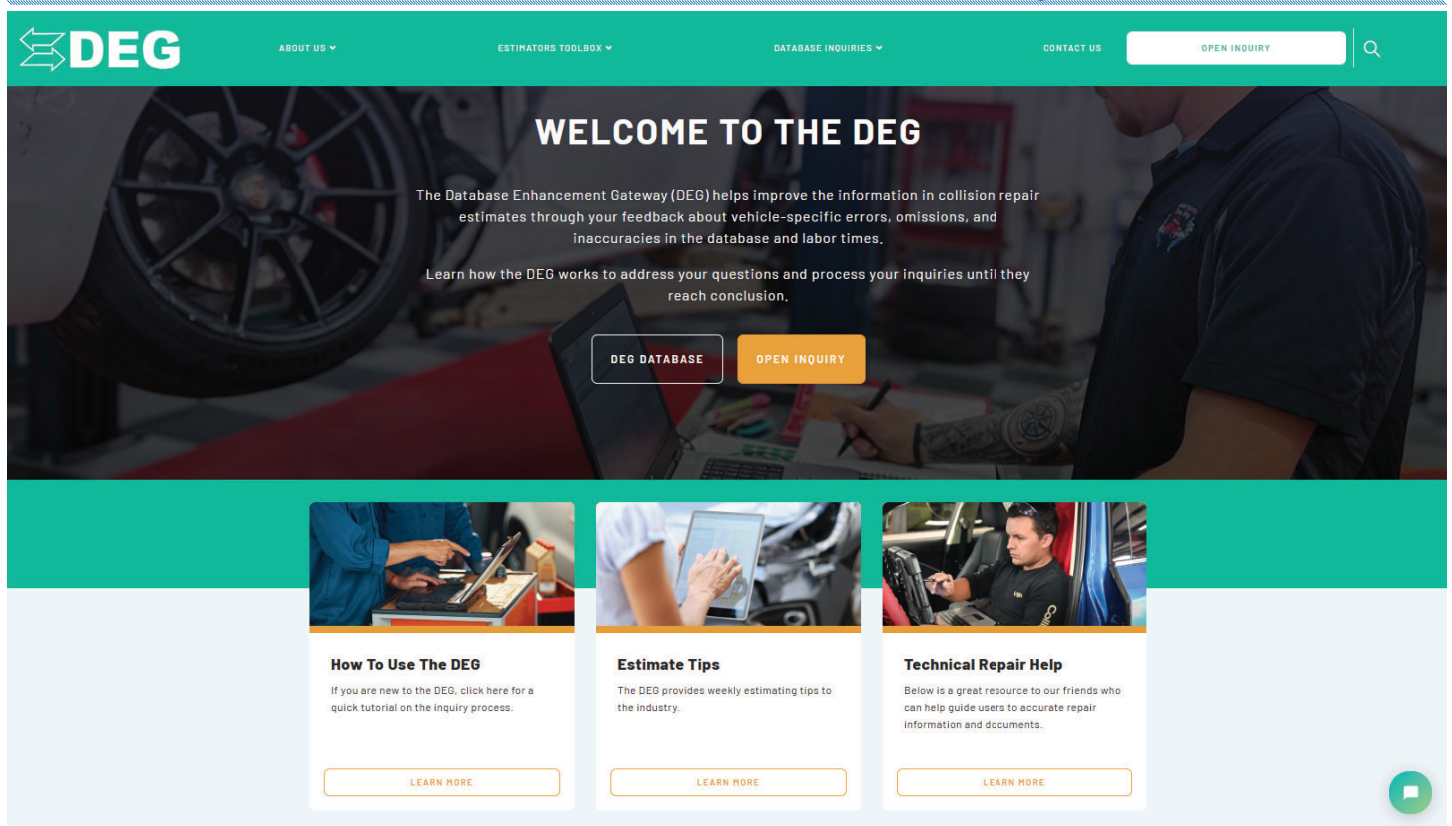 DEG
ABOUT US
ESTIMATORS TOOLBOX
DATABASE INQUIRIES
CONTACT US
OPEN INQUIRY
WELCOME TO THE DEG
The Database Enhancement Gateway (DEG) helps improve the information in collision repair
estimates through your feedback about vehicle-specific errors, omissions, and
inaccuracies in the database and labor times.
Learn how the DEG works to address your questions and process your inquiries until they
reach conclusion.
DEG DATABASE
OPEN INQUIRY
How To Use The DEG
If you are new to the DEG, click here for a
quick tutorial on the inquiry process.
LEARN MORE
Estimate Tips
The DEG provides weekly estimating tips to
the industry.
LEARN MORE
Technical Repair Help
Below is a great resource to our friends who
can help guide users to accurate repair
information and documents.
LEARN MORE